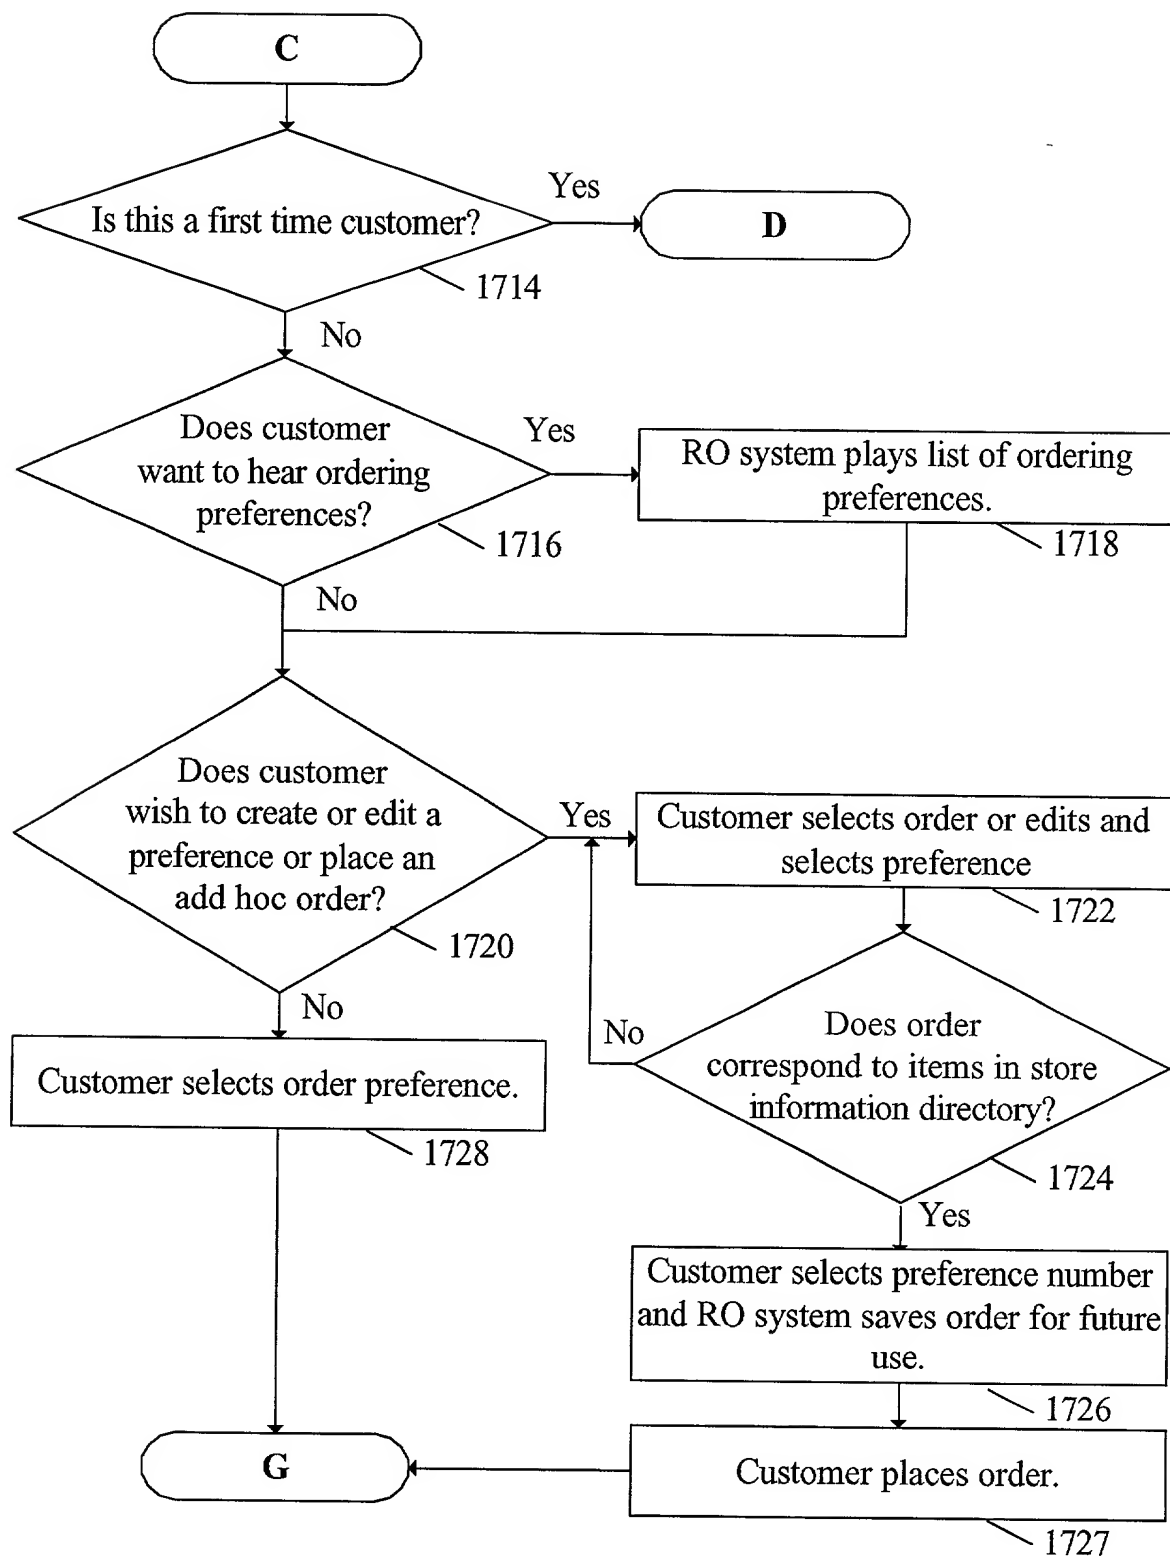 C
Is this a first time customer?
Yes
D
1714
No
Does customer
want to hear ordering
preferences?
Yes
RO system plays list of ordering
preferences.
1716
1718
No
Does customer
wish to create or edit a
preference or place an
add hoc order?
Yes
Customer selects order or edits and
selects preference
1722
1720
No
Does order
correspond to items in store
information directory?
No
Customer selects order preference.
1728
1724
Yes
Customer selects preference number
and RO system saves order for future
use.
1726
Customer places order.
G
1727